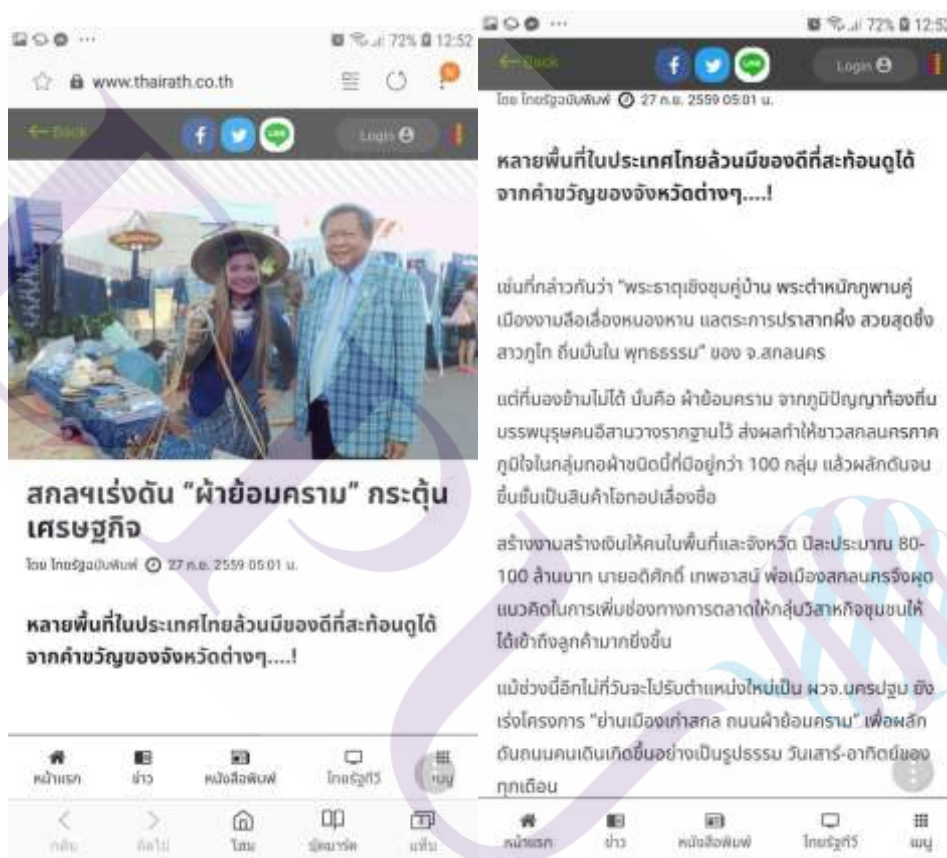 72% 12:52
www.thairath.co.th
← Back
LINE
Login
สกลฯเร่งดัน “ผ้าย้อมคราม” กระตุ้น
เศรษฐกิจ
โดย ไทยรัฐฉบับพิมพ์ 27 ก.ย. 2559 05:01 น.
หลายพื้นที่ในประเทศไทยล้วนมีของดีที่สะท้อนดูได้
จากคำขวัญของจังหวัดต่างๆ....!
หน้าแรก ข่าว หนังสือพิมพ์ ไทยรัฐทีวี เมนู
กลับ ถัดไป โฮม บุ๊คมาร์ค แท็บ
72% 12:52
← Back
LINE
Login
โดย ไทยรัฐฉบับพิมพ์ 27 ก.ย. 2559 05:01 น.
หลายพื้นที่ในประเทศไทยล้วนมีของดีที่สะท้อนดูได้
จากคำขวัญของจังหวัดต่างๆ....!
เช่นที่กล่าวกันว่า “พระธาตุเชิงชุมคู่บ้าน พระตำหนักภูพานคู่
เมืองงามลือเลื่องหนองหาน แลตระการปราสาทผึ้ง สวยสุดซึ้ง
สาวภูไท ถิ่นมั่นใน พุทธธรรม” ของ จ.สกลนคร
แต่ที่มองข้ามไม่ได้ นั่นคือ ผ้าย้อมคราม จากภูมิปัญญาท้องถิ่น
บรรพบุรุษคนอีสานวางรากฐานไว้ ส่งผลทำให้ชาวสกลนครภาค
ภูมิใจในกลุ่มทอผ้าชนิดนี้ที่มีอยู่กว่า 100 กลุ่ม แล้วผลักดันจน
ขึ้นชั้นเป็นสินค้าโอทอปเลื่องชื่อ
สร้างงานสร้างเงินให้คนในพื้นที่และจังหวัด ปีละประมาณ 80-
100 ล้านบาท นายอดิศักดิ์ เทพอาสน์ พ่อเมืองสกลนครจึงผุด
แนวคิดในการเพิ่มช่องทางการตลาดให้กลุ่มวิสาหกิจชุมชนให้
ได้เข้าถึงลูกค้ามากยิ่งขึ้น
แม้ช่วงนี้อีกไม่กี่วันจะไปรับตำแหน่งใหม่เป็น ผวจ.นครปฐม ยัง
เร่งโครงการ “ย่านเมืองเก่าสกล ถนนผ้าย้อมคราม” เพื่อผลัก
ดันถนนคนเดินเกิดขึ้นอย่างเป็นรูปธรรม วันเสาร์-อาทิตย์ของ
ทุกเดือน
หน้าแรก ข่าว หนังสือพิมพ์ ไทยรัฐทีวี เมนู